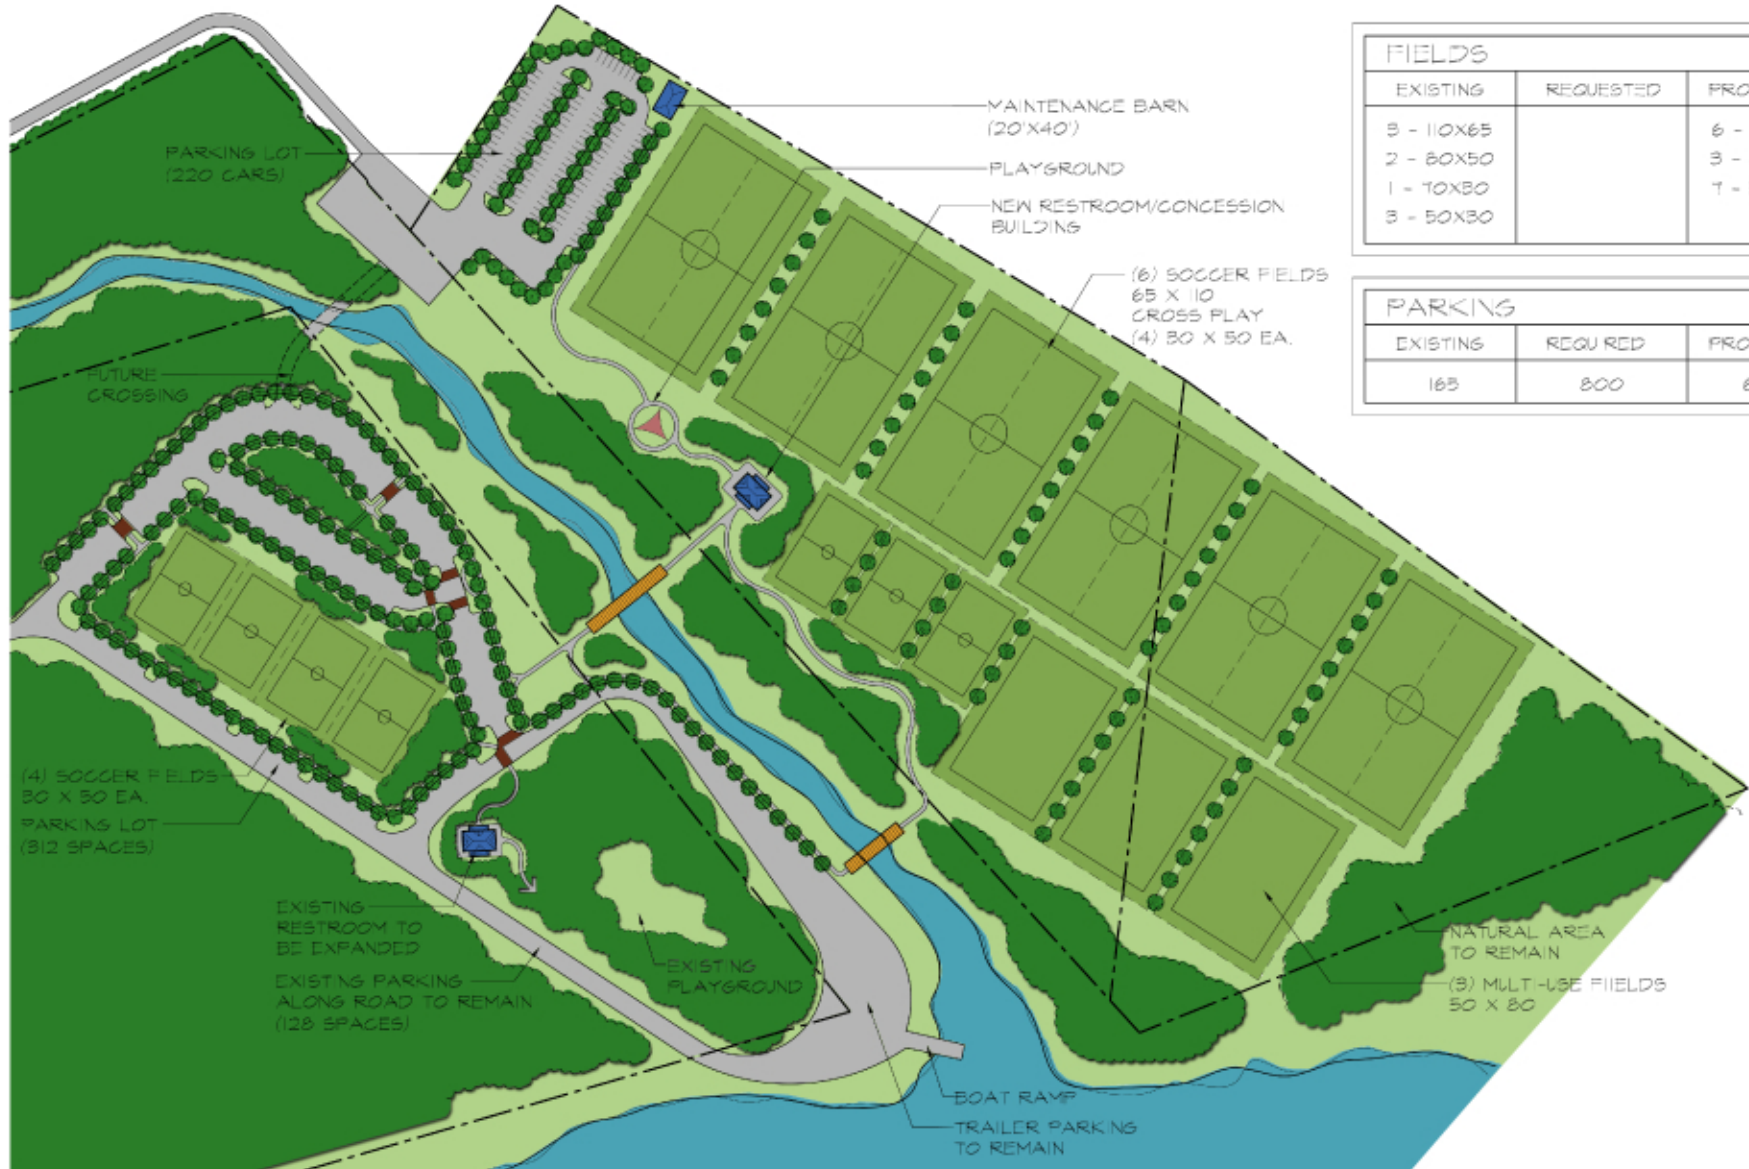 FIELDS
EXISTING
REQUESTED
3 - 110X65
2 - 80X50
1 - 70X30
3 - 50X30
6 -
3 -
7 -
PARKING
EXISTING
REQUIRED
165
800
MAINTENANCE BARN
(20'X40')
PLAYGROUND
NEW RESTROOM/CONCESSION
BUILDING
(6) SOCCER FIELDS
65 X 110
CROSS PLAY
(4) 30 X 50 EA.
PARKING LOT
(220 CARS)
FUTURE
CROSSING
(4) SOCCER FIELDS
30 X 50 EA.
PARKING LOT
(312 SPACES)
EXISTING
RESTROOM TO
BE EXPANDED
EXISTING PARKING
ALONG ROAD TO REMAIN
(128 SPACES)
EXISTING
PLAYGROUND
NATURAL AREA
TO REMAIN
(3) MULTI-USE FIIELDS
50 X 80
BOAT RAMP
TRAILER PARKING
TO REMAIN